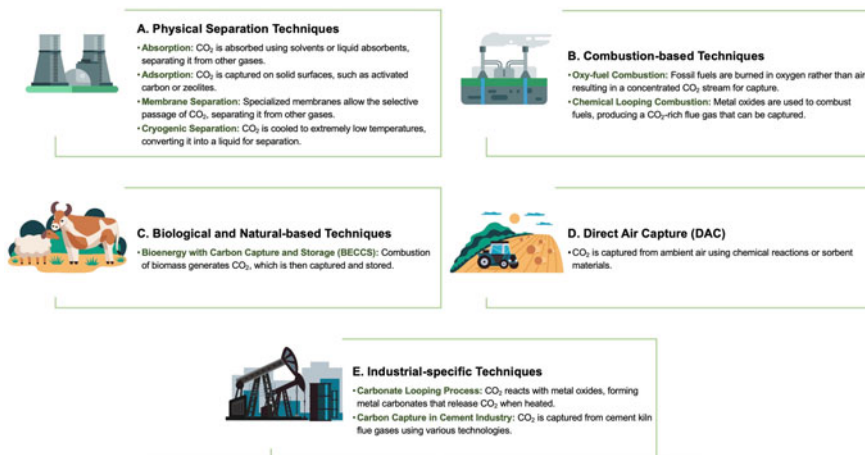 A. Physical Separation Techniques
• Absorption: CO₂ is absorbed using solvents or liquid absorbents,
separating it from other gases.
• Adsorption: CO₂ is captured on solid surfaces, such as activated
carbon or zeolites.
• Membrane Separation: Specialized membranes allow the selective
passage of CO₂, separating it from other gases.
• Cryogenic Separation: CO₂ is cooled to extremely low temperatures,
converting it into a liquid for separation.
B. Combustion-based Techniques
• Oxy-fuel Combustion: Fossil fuels are burned in oxygen rather than air
resulting in a concentrated CO₂ stream for capture.
• Chemical Looping Combustion: Metal oxides are used to combust
fuels, producing a CO₂-rich flue gas that can be captured.
C. Biological and Natural-based Techniques
• Bioenergy with Carbon Capture and Storage (BECCS): Combustion
of biomass generates CO₂, which is then captured and stored.
D. Direct Air Capture (DAC)
• CO₂ is captured from ambient air using chemical reactions or sorbent
materials.
E. Industrial-specific Techniques
• Carbonate Looping Process: CO₂ reacts with metal oxides, forming
metal carbonates that release CO₂ when heated.
• Carbon Capture in Cement Industry: CO₂ is captured from cement kiln
flue gases using various technologies.